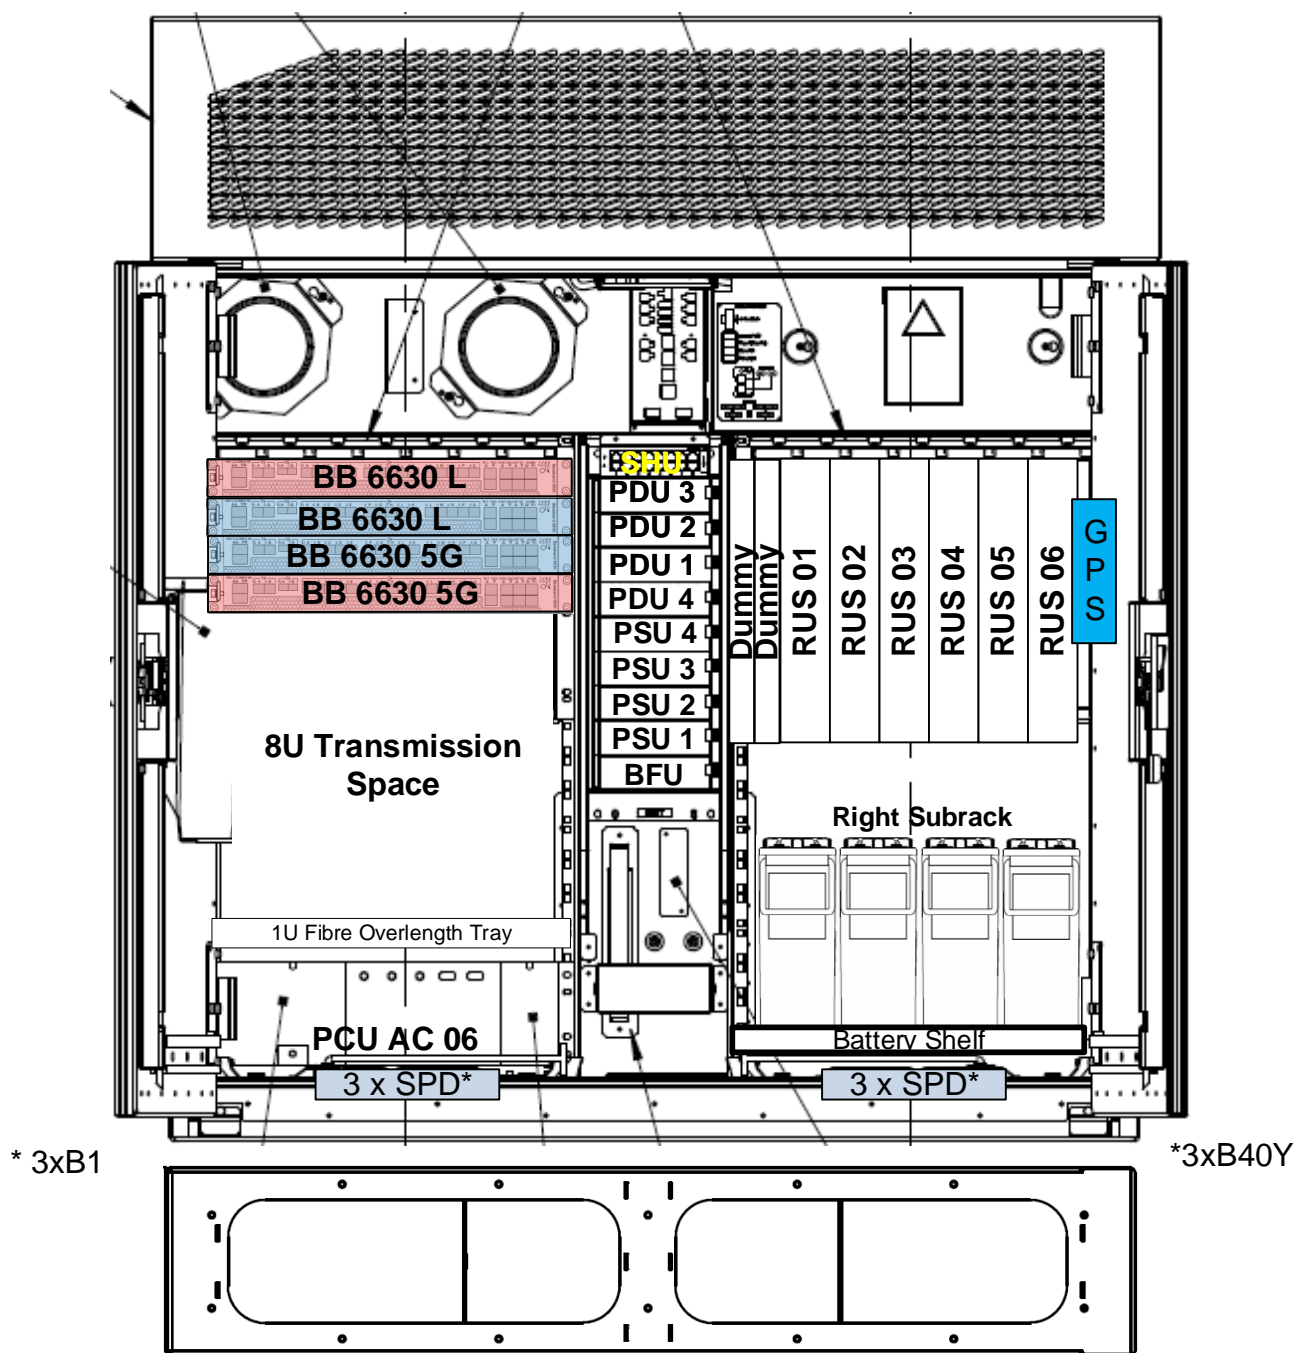 BB 6630 L
BB 6630 L
BB 6630 5G
BB 6630 5G
8U Transmission
Space
1U Fibre Overlength Tray
PCU AC 06
3 x SPD*
* 3xB1
SHU
PDU 3
PDU 2
PDU 1
PDU 4
PSU 4
PSU 3
PSU 2
PSU 1
BFU
Dummy
Dummy
RUS 01
RUS 02
RUS 03
RUS 04
RUS 05
RUS 06
GPS
Right Subrack
Battery Shelf
3 x SPD*
*3xB40Y